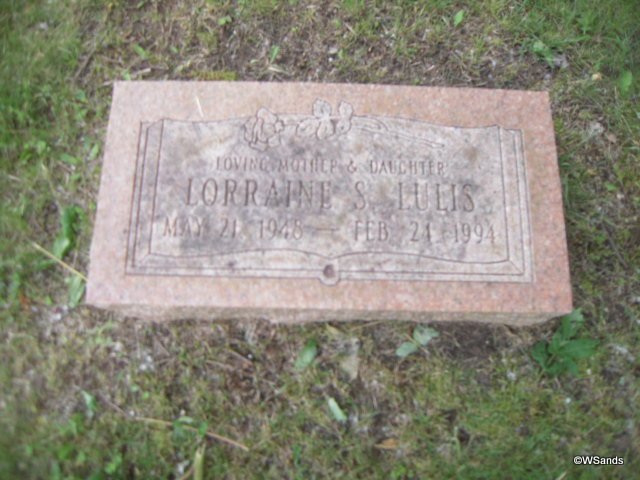 LOVING MOTHER & DAUGHTER
LORRAINE S. LULIS
MAY 21, 1948 — FEB. 24, 1994
©WSands